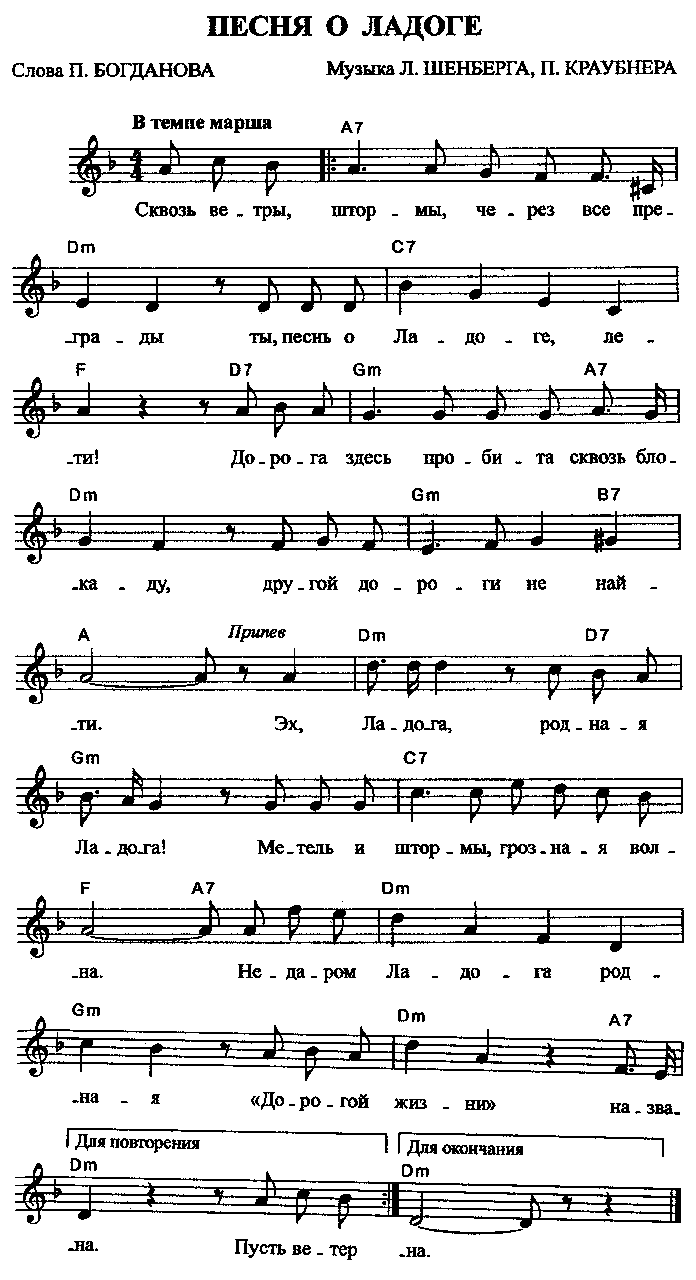 ПЕСНЯ О ЛАДОГЕ
Слова П. БОГДАНОВА
Музыка Л. ШЕНБЕРГА, П. КРАУБНЕРА
В темпе марша
A7
Сквозь ве - тры, штор - мы, че - рез все пре -
Dm C7
-гра - ды ты, песнь о Ла - до - ге, ле -
F D7 Gm A7
-ти! До - ро - га здесь про - би - та сквозь бло -
Dm Gm B7
-ка - ду, дру - гой до - ро - ги не най -
A Припев Dm D7
-ти. Эх, Ла - до - га, род - на - я
Gm C7
Ла - до - га! Ме - тель и штор - мы, гроз - на - я вол -
F A7 Dm
-на. Не - да - ром Ла - до - га род -
Gm Dm A7
-на - я «До - ро - гой жиз - ни» на - зва -
Для повторения Для окончания
Dm Dm
-на. Пусть ве - тер -на.